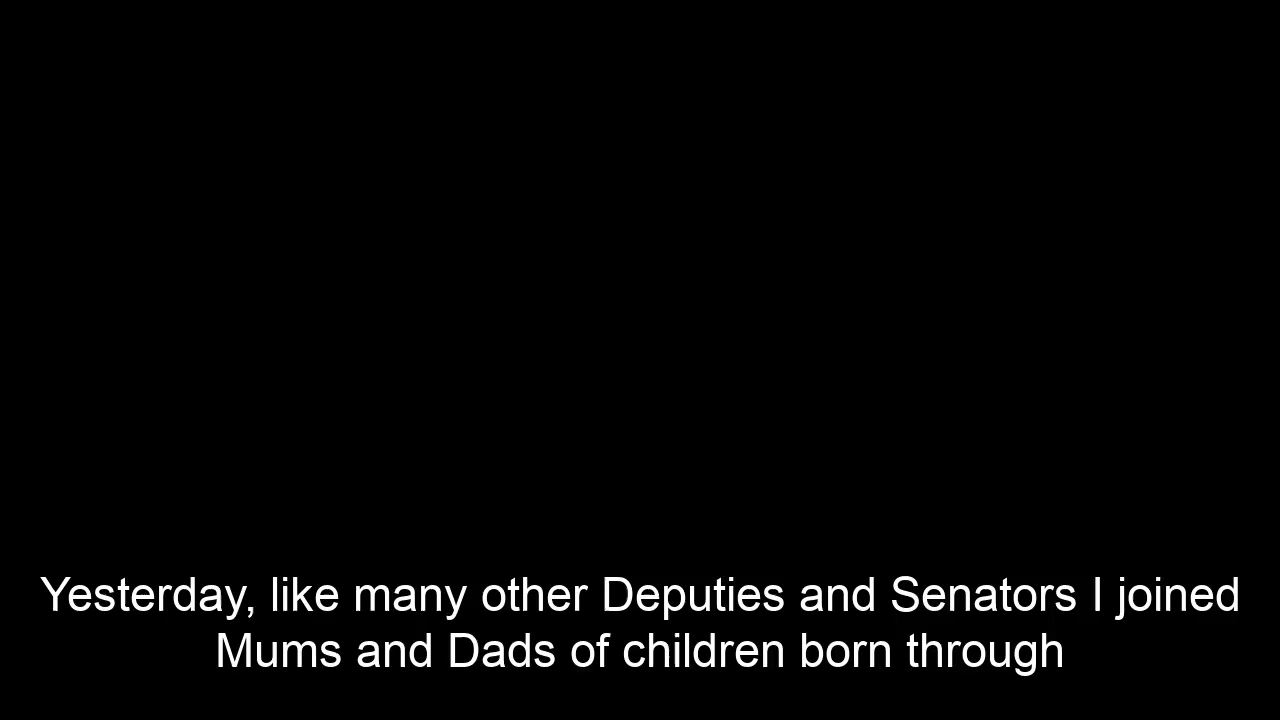 Yesterday, like many other Deputies and Senators I joined
Mums and Dads of children born through